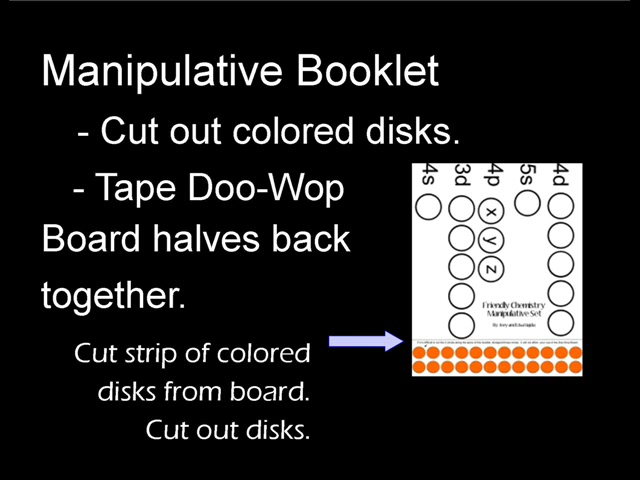 Manipulative Booklet
- Cut out colored disks.
- Tape Doo-Wop
Board halves back
together.
Cut strip of colored
disks from board.
Cut out disks.
4s 3d 4p 5s 4d
x
y
z
Friendly Chemistry
Manipulative Set